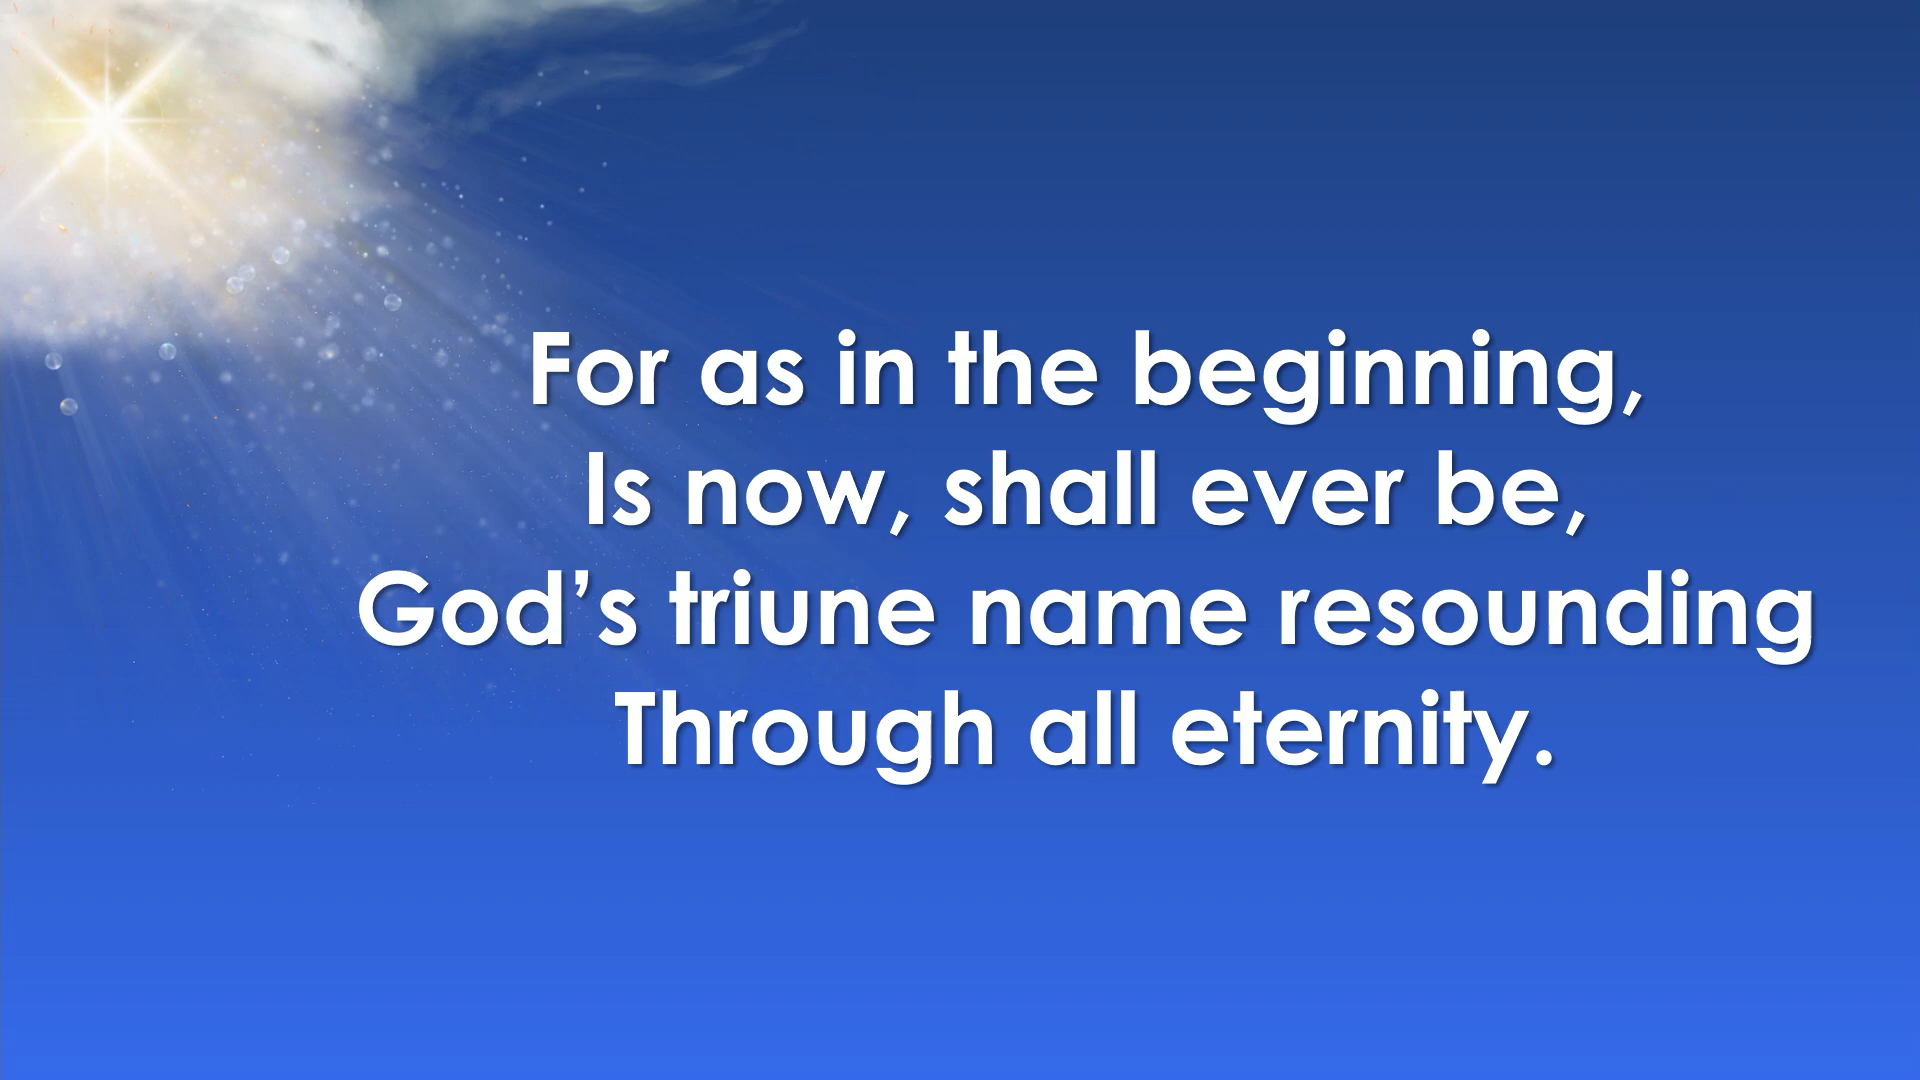 For as in the beginning,
Is now, shall ever be,
God’s triune name resounding
Through all eternity.